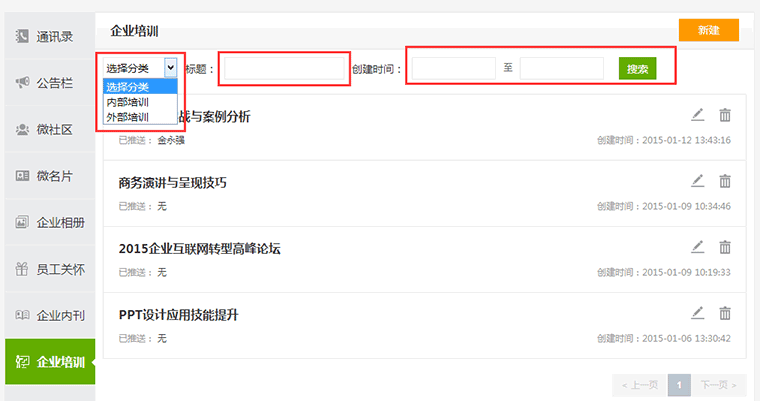 通讯录
公告栏
微社区
微名片
企业相册
员工关怀
企业内刊
企业培训
企业培训
新建
选择分类 标题： 创建时间： 至 搜索
选择分类
内部培训
外部培训
战与案例分析
已推送： 金永强 创建时间：2015-01-12 13:43:16
商务演讲与呈现技巧
已推送： 无 创建时间：2015-01-09 10:34:46
2015企业互联网转型高峰论坛
已推送： 无 创建时间：2015-01-09 10:19:33
PPT设计应用技能提升
已推送： 无 创建时间：2015-01-06 13:30:42
< 上一页 1 下一页 >